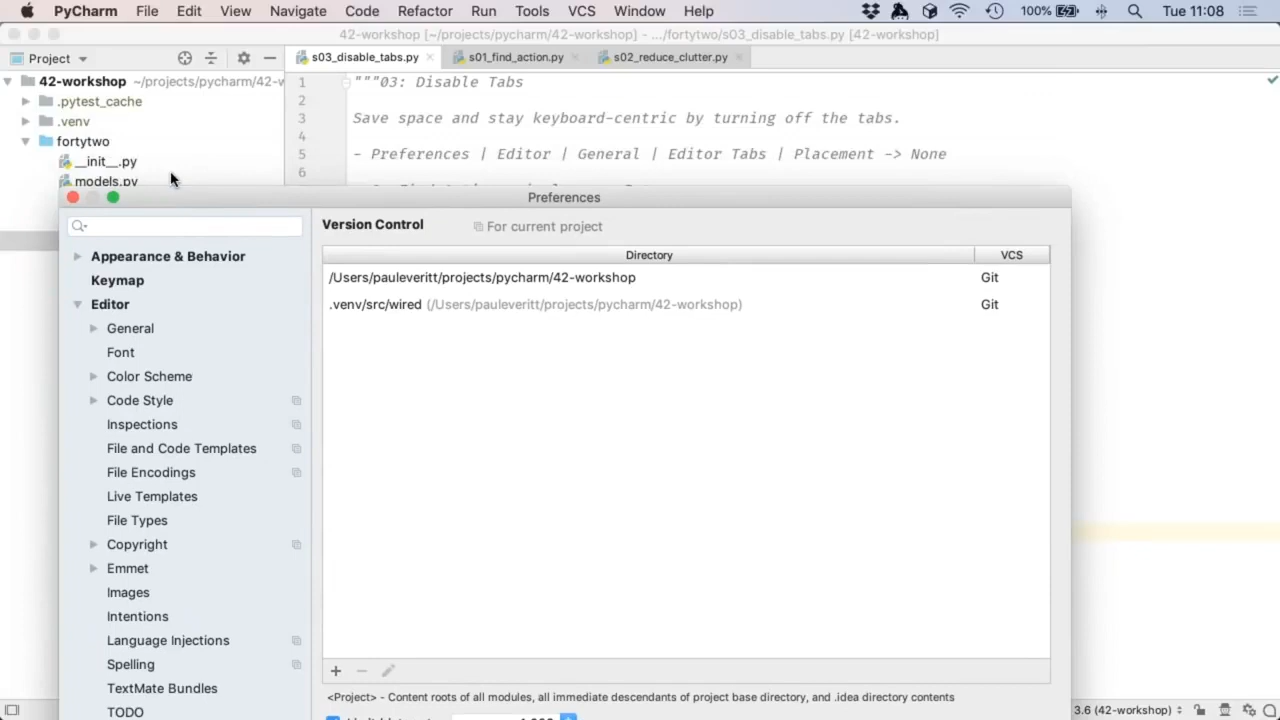 PyCharm File Edit View Navigate Code Refactor Run Tools VCS Window Help 100% Tue 11:08
42-workshop [~/projects/pycharm/42-workshop] - .../fortytwo/s03_disable_tabs.py [42-workshop]
Project s03_disable_tabs.py s01_find_action.py s02_reduce_clutter.py
42-workshop ~/projects/pycharm/42-w
.pytest_cache
.venv
fortytwo
__init__.py
models.py
1 """03: Disable Tabs
2
3 Save space and stay keyboard-centric by turning off the tabs.
4
5 - Preferences | Editor | General | Editor Tabs | Placement -> None
6
Preferences
Version Control For current project
Directory VCS
/Users/pauleveritt/projects/pycharm/42-workshop Git
.venv/src/wired (/Users/pauleveritt/projects/pycharm/42-workshop) Git
Appearance & Behavior
Keymap
Editor
General
Font
Color Scheme
Code Style
Inspections
File and Code Templates
File Encodings
Live Templates
File Types
Copyright
Emmet
Images
Intentions
Language Injections
Spelling
TextMate Bundles
TODO
<Project> - Content roots of all modules, all immediate descendants of project base directory, and .idea directory contents
3.6 (42-workshop)